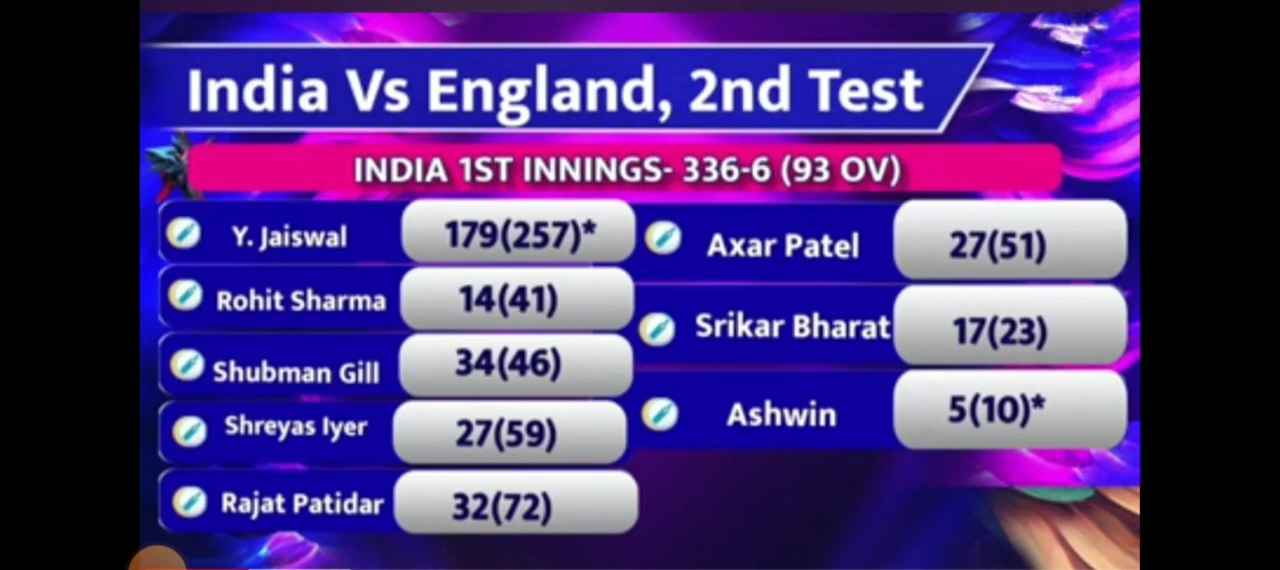 India Vs England, 2nd Test
INDIA 1ST INNINGS- 336-6 (93 OV)
Y. Jaiswal 179(257)*
Rohit Sharma 14(41)
Shubman Gill 34(46)
Shreyas Iyer 27(59)
Rajat Patidar 32(72)
Axar Patel 27(51)
Srikar Bharat 17(23)
Ashwin 5(10)*